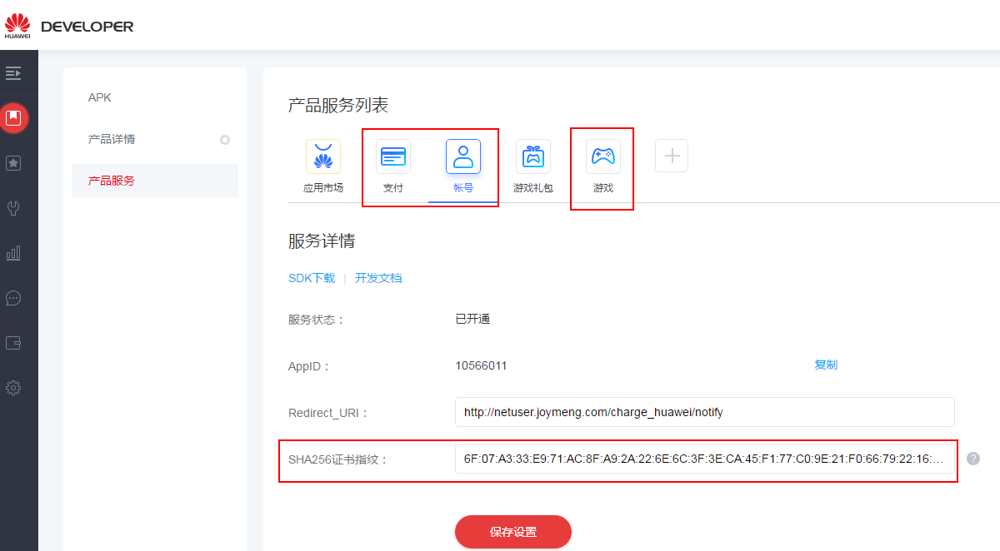 HUAWEI
DEVELOPER
APK
产品详情
产品服务
产品服务列表
应用市场 支付 帐号 游戏礼包 游戏
服务详情
SDK下载 | 开发文档
服务状态： 已开通
AppID： 10566011 复制
Redirect_URI： http://netuser.joymeng.com/charge_huawei/notify
SHA256证书指纹： 6F:07:A3:33:E9:71:AC:8F:A9:2A:22:6E:6C:3F:3E:CA:45:F1:77:C0:9E:21:F0:66:79:22:16:... ?
保存设置